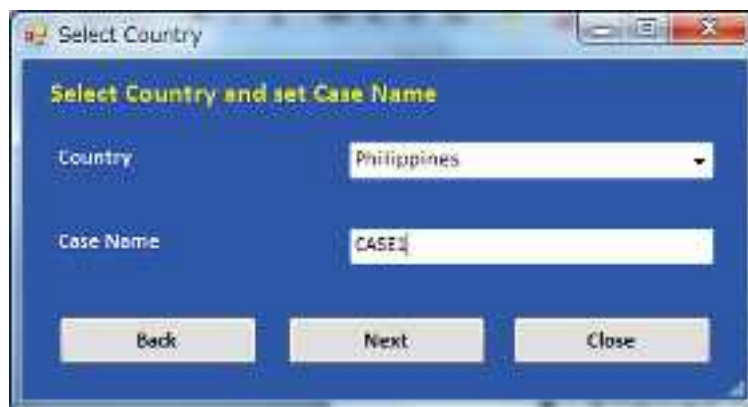 Select Country
Select Country and set Case Name
Country
Philippines
Case Name
CASE1
Back
Next
Close